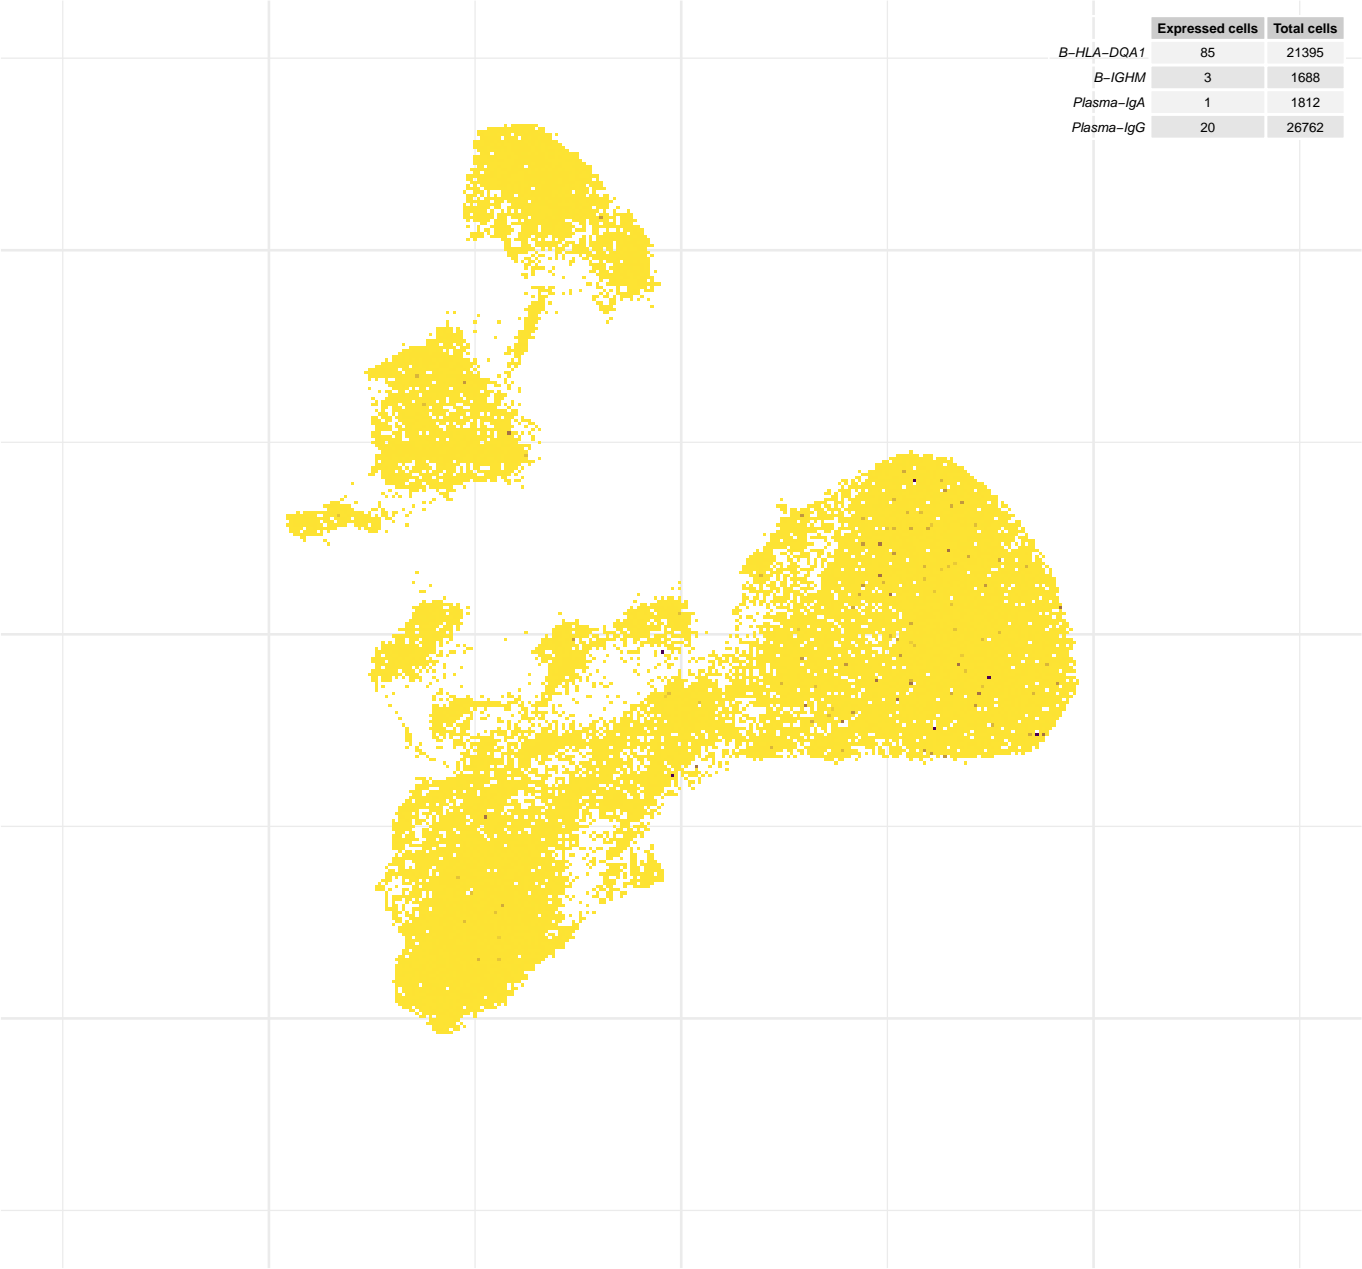 Expressed cells Total cells
B−HLA−DQA1 85 21395
B−IGHM 3 1688
Plasma−IgA 1 1812
Plasma−IgG 20 26762